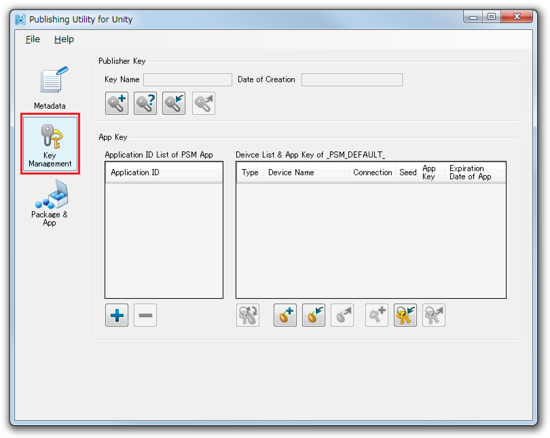 Publishing Utility for Unity
File Help
Metadata
Key
Management
Package &
App
Publisher Key
Key Name Date of Creation
App Key
Application ID List of PSM App
Application ID
Deivce List & App Key of _PSM_DEFAULT_
Type Device Name Connection Seed App Key Expiration Date of App